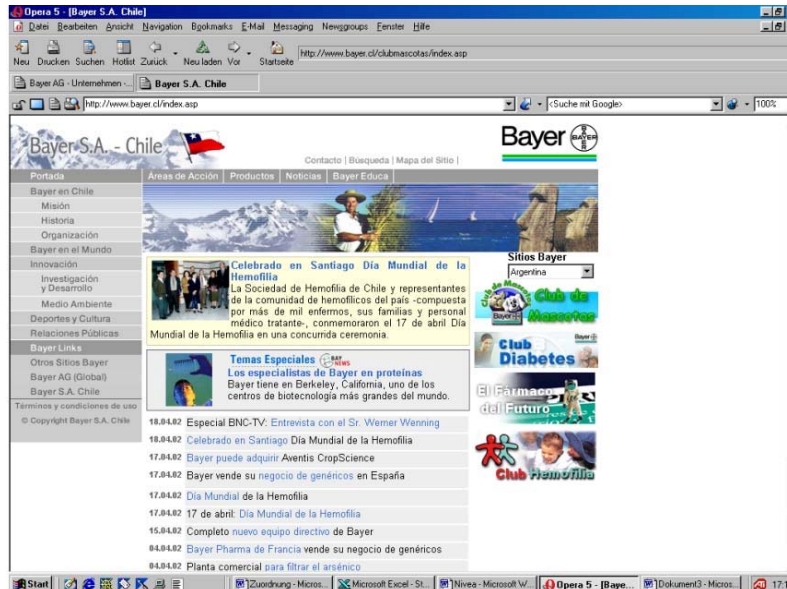 Opera 5 - [Bayer S.A. Chile]
Datei Bearbeiten Ansicht Navigation Bookmarks E-Mail Messaging Newsgroups Fenster Hilfe
Neu Drucken Suchen Hotlist Zurück Neu laden Vor Startseite
http://www.bayer.cl/clubmascotas/index.asp
Bayer AG - Unternehmen -... Bayer S.A. Chile
http://www.bayer.cl/index.asp <Suche mit Google> 100%
Bayer S.A. - Chile
Contacto | Búsqueda | Mapa del Sitio |
Bayer
BAYER
Portada
Áreas de Acción | Productos | Noticias | Bayer Educa
Bayer en Chile
Misión
Historia
Organización
Bayer en el Mundo
Innovación
Investigación
y Desarrollo
Medio Ambiente
Deportes y Cultura
Relaciones Públicas
Bayer Links
Otros Sitios Bayer
Bayer AG (Global)
Bayer S.A. Chile
Términos y condiciones de uso
© Copyright Bayer S.A. Chile
Celebrado en Santiago Día Mundial de la
Hemofilia
La Sociedad de Hemofilia de Chile y representantes
de la comunidad de hemofílicos del país -compuesta
por más de mil enfermos, sus familias y personal
médico tratante-, conmemoraron el 17 de abril Día
Mundial de la Hemofilia en una concurrida ceremonia.
Temas Especiales BAY NEWS
Los especialistas de Bayer en proteínas
Bayer tiene en Berkeley, California, uno de los
centros de biotecnología más grandes del mundo.
18.04.02 Especial BNC-TV: Entrevista con el Sr. Werner Wenning
18.04.02 Celebrado en Santiago Día Mundial de la Hemofilia
17.04.02 Bayer puede adquirir Aventis CropScience
17.04.02 Bayer vende su negocio de genéricos en España
17.04.02 Día Mundial de la Hemofilia
17.04.02 17 de abril: Día Mundial de la Hemofilia
15.04.02 Completo nuevo equipo directivo de Bayer
04.04.02 Bayer Pharma de Francia vende su negocio de genéricos
04.04.02 Planta comercial para filtrar el arsénico
Sitios Bayer
Argentina
Club de Mascotas
Bayer
Club de
Mascotas
Bayer
Club
Diabetes
El Fármaco
del Futuro
Club Hemofilia
Start Zuordnung - Micros... Microsoft Excel - St... Nivea - Microsoft W... Opera 5 - [Baye... Dokument3 - Micros...